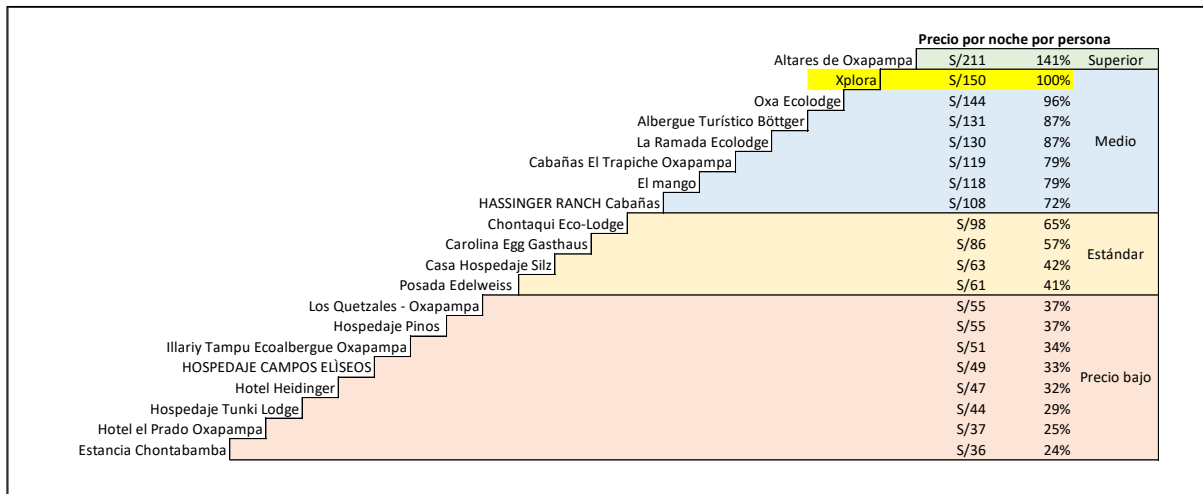 Precio por noche por persona
Altares de Oxapampa S/211 141% Superior
Xplora S/150 100%
Oxa Ecolodge S/144 96%
Albergue Turístico Böttger S/131 87%
La Ramada Ecolodge S/130 87% Medio
Cabañas El Trapiche Oxapampa S/119 79%
El mango S/118 79%
HASSINGER RANCH Cabañas S/108 72%
Chontaqui Eco-Lodge S/98 65%
Carolina Egg Gasthaus S/86 57%
Estándar
Casa Hospedaje Silz S/63 42%
Posada Edelweiss S/61 41%
Los Quetzales - Oxapampa S/55 37%
Hospedaje Pinos S/55 37%
Illariy Tampu Ecoalbergue Oxapampa S/51 34%
HOSPEDAJE CAMPOS ELÌSEOS S/49 33%
Precio bajo
Hotel Heidinger S/47 32%
Hospedaje Tunki Lodge S/44 29%
Hotel el Prado Oxapampa S/37 25%
Estancia Chontabamba S/36 24%